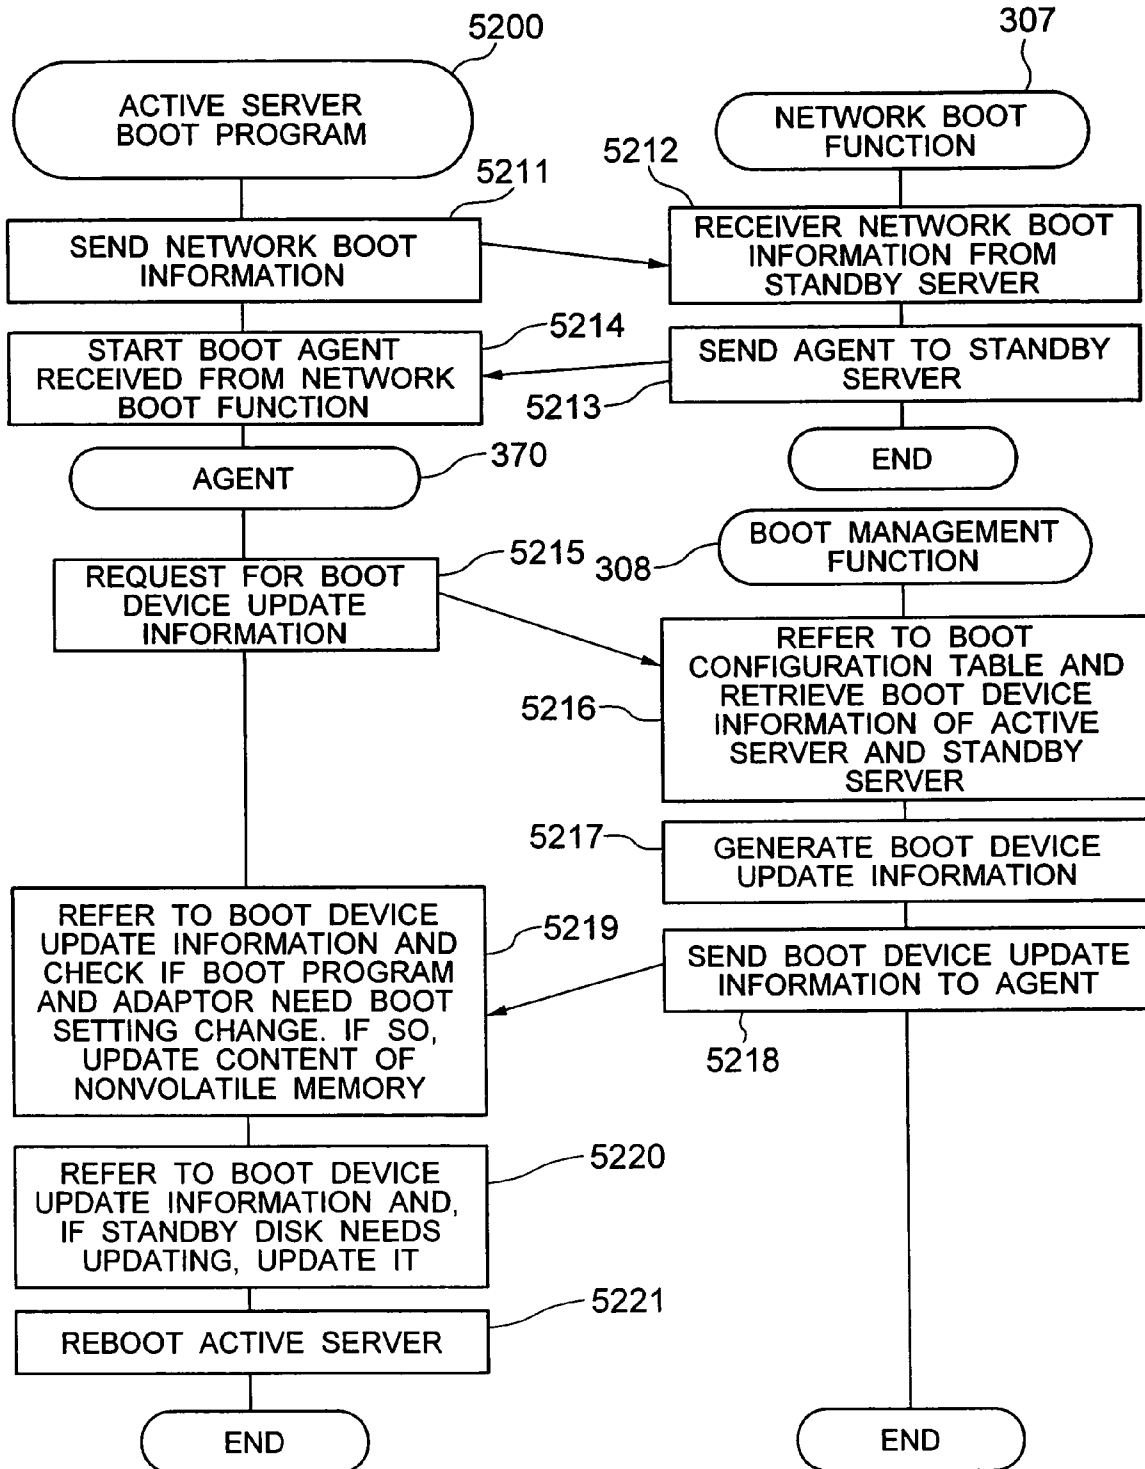 5200
ACTIVE SERVER
BOOT PROGRAM
307
NETWORK BOOT
FUNCTION
5211
SEND NETWORK BOOT
INFORMATION
5212
RECEIVER NETWORK BOOT
INFORMATION FROM
STANDBY SERVER
5214
START BOOT AGENT
RECEIVED FROM NETWORK
BOOT FUNCTION
SEND AGENT TO STANDBY
SERVER
5213
370
AGENT
END
BOOT MANAGEMENT
FUNCTION
308
5215
REQUEST FOR BOOT
DEVICE UPDATE
INFORMATION
REFER TO BOOT
CONFIGURATION TABLE AND
RETRIEVE BOOT DEVICE
INFORMATION OF ACTIVE
SERVER AND STANDBY
SERVER
5216
5217
GENERATE BOOT DEVICE
UPDATE INFORMATION
REFER TO BOOT DEVICE
UPDATE INFORMATION AND
CHECK IF BOOT PROGRAM
AND ADAPTOR NEED BOOT
SETTING CHANGE. IF SO,
UPDATE CONTENT OF
NONVOLATILE MEMORY
5219
SEND BOOT DEVICE UPDATE
INFORMATION TO AGENT
5218
REFER TO BOOT DEVICE
UPDATE INFORMATION AND,
IF STANDBY DISK NEEDS
UPDATING, UPDATE IT
5220
5221
REBOOT ACTIVE SERVER
END
END